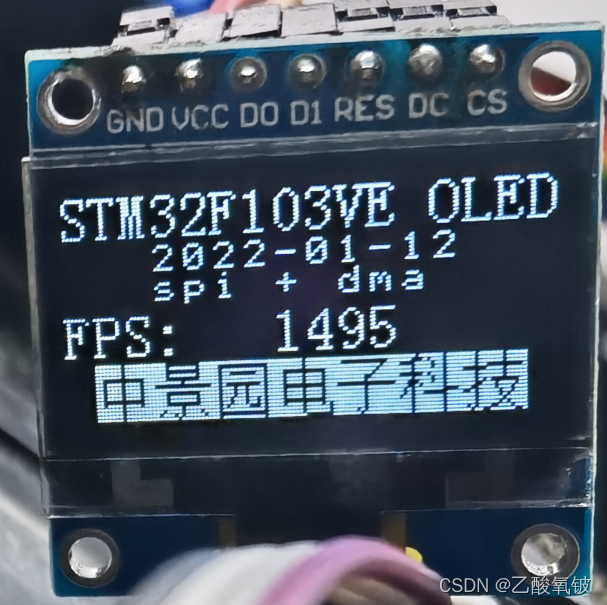 GND VCC D0 D1 RES DC CS
STM32F103VE OLED
2022-01-12
spi + dma
FPS: 1495
中景园电子科技
CSDN @乙酸氧铍